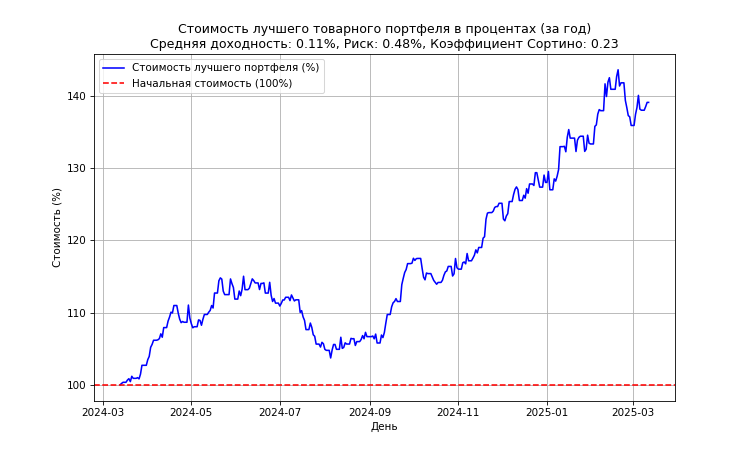 Стоимость лучшего товарного портфеля в процентах (за год)
Средняя доходность: 0.11%, Риск: 0.48%, Коэффициент Сортино: 0.23
Стоимость лучшего портфеля (%)
Начальная стоимость (100%)
Стоимость (%)
140
130
120
110
100
2024-03
2024-05
2024-07
2024-09
2024-11
2025-01
2025-03
День